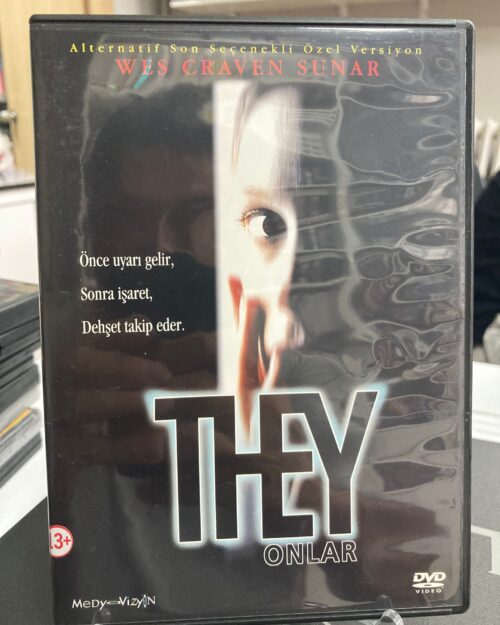 Alternatif Son Seçenekli Özel Versiyon
WES CRAVEN SUNAR
Önce uyarı gelir,
Sonra işaret,
Dehşet takip eder.
THEY
ONLAR
13+
MeDyaVizyoN
DVD
VIDEO